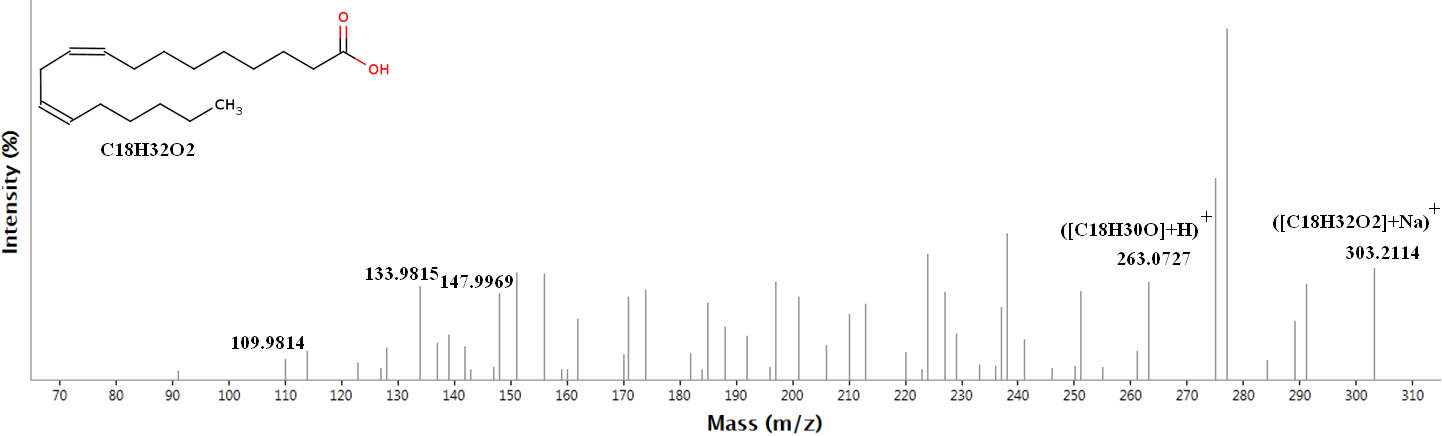 O
OH
CH3
C18H32O2
Intensity (%)
([C18H30O]+H)+
263.0727
([C18H32O2]+Na)+
303.2114
133.9815
147.9969
109.9814
70 80 90 100 110 120 130 140 150 160 170 180 190 200 210 220 230 240 250 260 270 280 290 300 310
Mass (m/z)